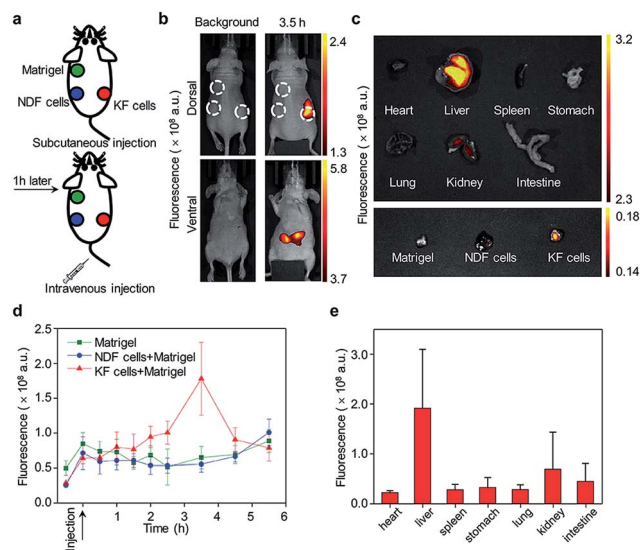 a
Matrigel
NDF cells
KF cells
Subcutaneous injection
1h later
Intravenous injection
b
Background
3.5 h
Dorsal
Ventral
Fluorescence ( × 10⁸ a.u.)
2.4
1.3
5.8
3.7
c
Fluorescence ( × 10⁸ a.u.)
Heart
Liver
Spleen
Stomach
Lung
Kidney
Intestine
3.2
2.3
Matrigel
NDF cells
KF cells
0.18
0.14
d
Fluorescence ( × 10⁸ a.u.)
2.5
2.0
1.5
1.0
0.5
0.0
Matrigel
NDF cells+Matrigel
KF cells+Matrigel
0
1
2
3
4
5
6
Time (h)
Injection
e
Fluorescence ( × 10⁸ a.u.)
3.0
2.0
1.0
0.0
heart
liver
spleen
stomach
lung
kidney
intestine